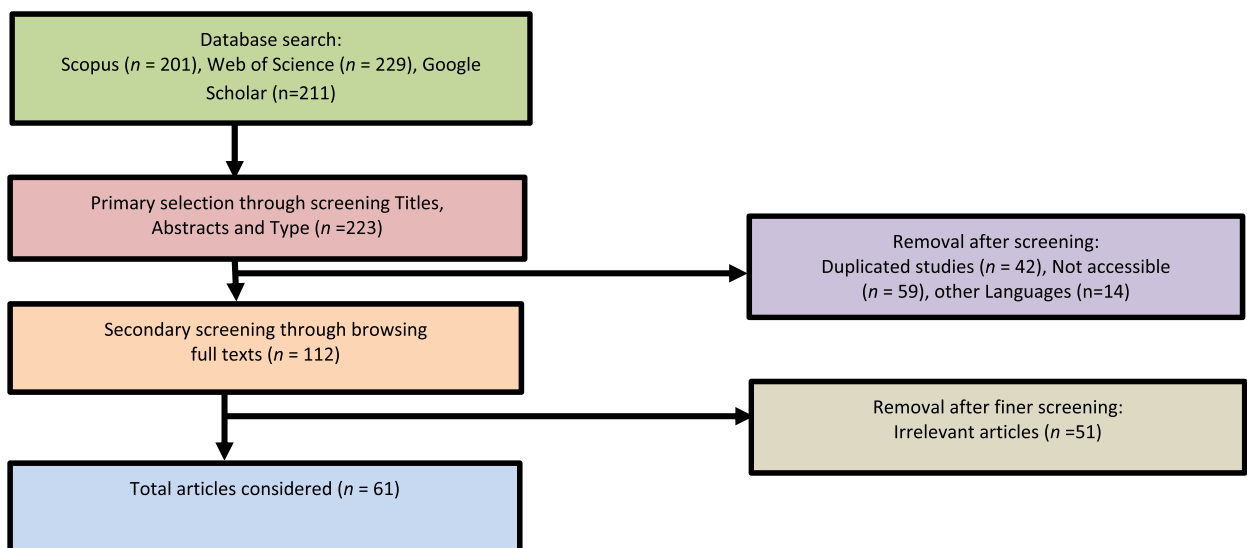 Database search:
Scopus (n = 201), Web of Science (n = 229), Google
Scholar (n=211)
Primary selection through screening Titles,
Abstracts and Type (n =223)
Removal after screening:
Duplicated studies (n = 42), Not accessible
(n = 59), other Languages (n=14)
Secondary screening through browsing
full texts (n = 112)
Removal after finer screening:
Irrelevant articles (n =51)
Total articles considered (n = 61)